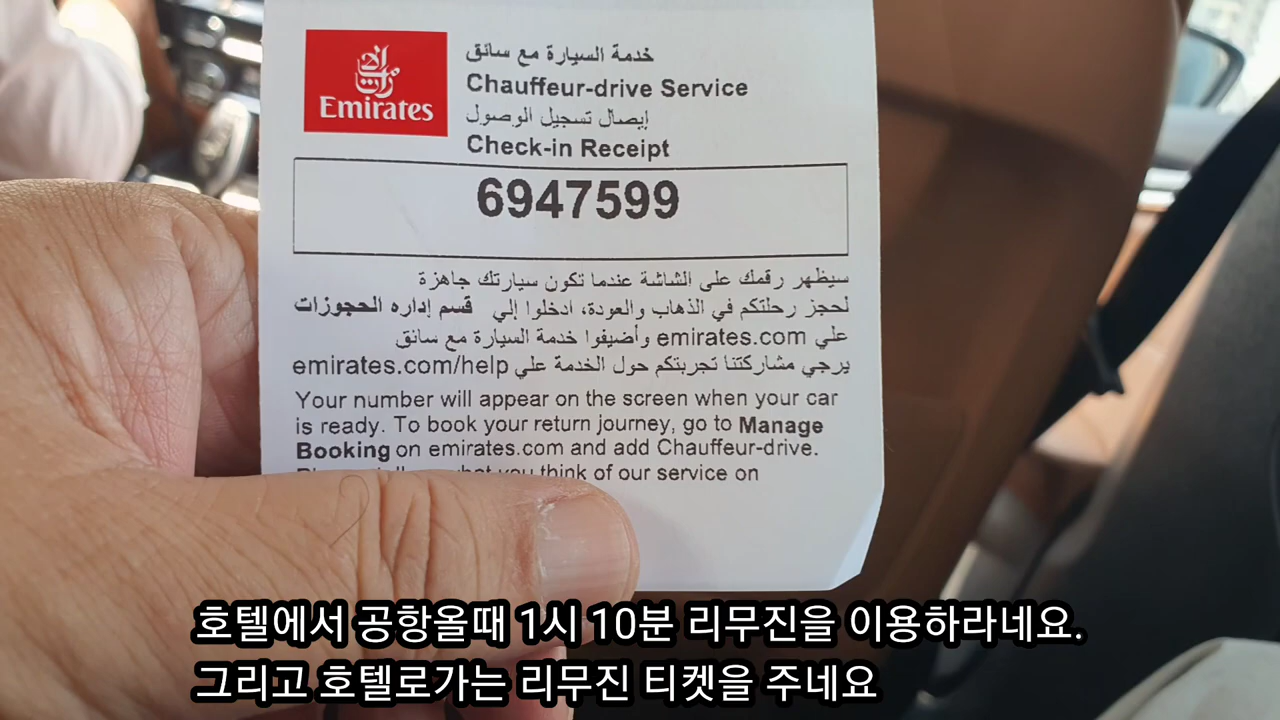 Emirates
خدمة السيارة مع سائق
Chauffeur-drive Service
إيصال تسجيل الوصول
Check-in Receipt
6947599
سيظهر رقمك على الشاشة عندما تكون سيارتك جاهزة
لحجز رحلتكم في الذهاب والعودة، ادخلوا إلي قسم إداره الحجوزات
علي emirates.com وأضيفوا خدمة السيارة مع سائق
يرجي مشاركتنا تجربتكم حول الخدمة علي emirates.com/help
Your number will appear on the screen when your car
is ready. To book your return journey, go to Manage
Booking on emirates.com and add Chauffeur-drive.
you think of our service on
호텔에서 공항올때 1시 10분 리무진을 이용하라네요.
그리고 호텔로가는 리무진 티켓을 주네요